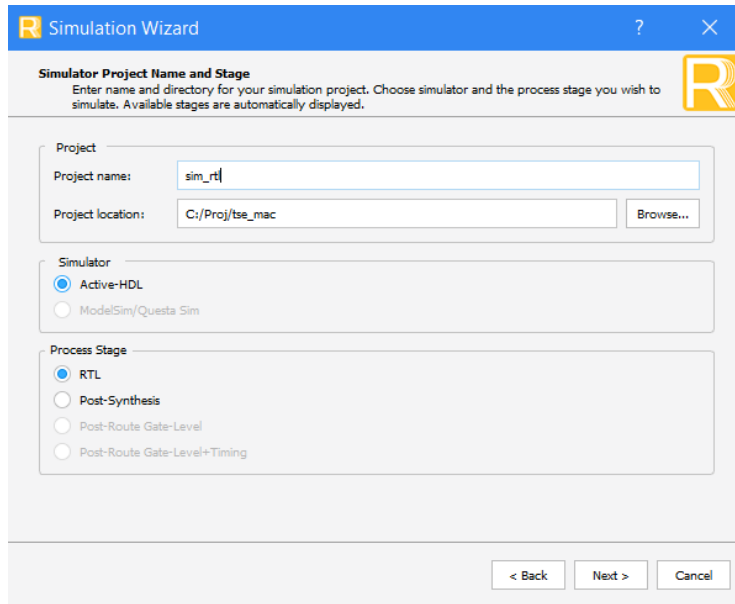 Simulation Wizard
?
Simulator Project Name and Stage
Enter name and directory for your simulation project. Choose simulator and the process stage you wish to
simulate. Available stages are automatically displayed.
Project
Project name:
sim_rtl
Project location:
C:/Proj/tse_mac
Browse...
Simulator
Active-HDL
ModelSim/Questa Sim
Process Stage
RTL
Post-Synthesis
Post-Route Gate-Level
Post-Route Gate-Level+Timing
< Back
Next >
Cancel